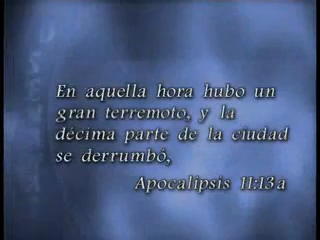 En aquella hora hubo un
gran terremoto, y la
décima parte de la ciudad
se derrumbó,
Apocalipsis 11:13a